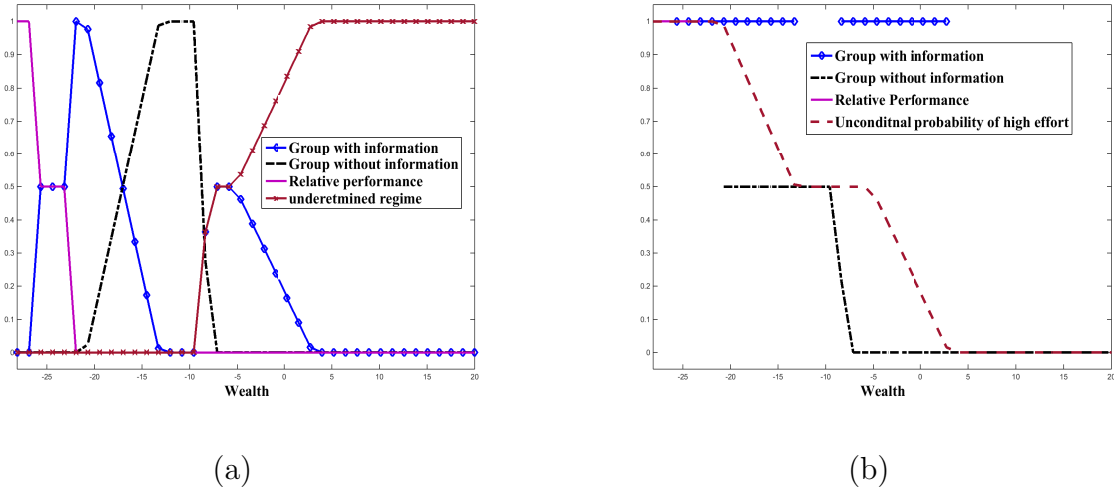 1
0.9
0.8
0.7
0.6
0.5
0.4
0.3
0.2
0.1
0
-25 -20 -15 -10 -5 0 5 10 15 20
Wealth
Group with information
Group without information
Relative performance
underetmined regime
(a)
1
0.9
0.8
0.7
0.6
0.5
0.4
0.3
0.2
0.1
0
-25 -20 -15 -10 -5 0 5 10 15 20
Wealth
Group with information
Group without information
Relative Performance
Unconditnal probability of high effort
(b)